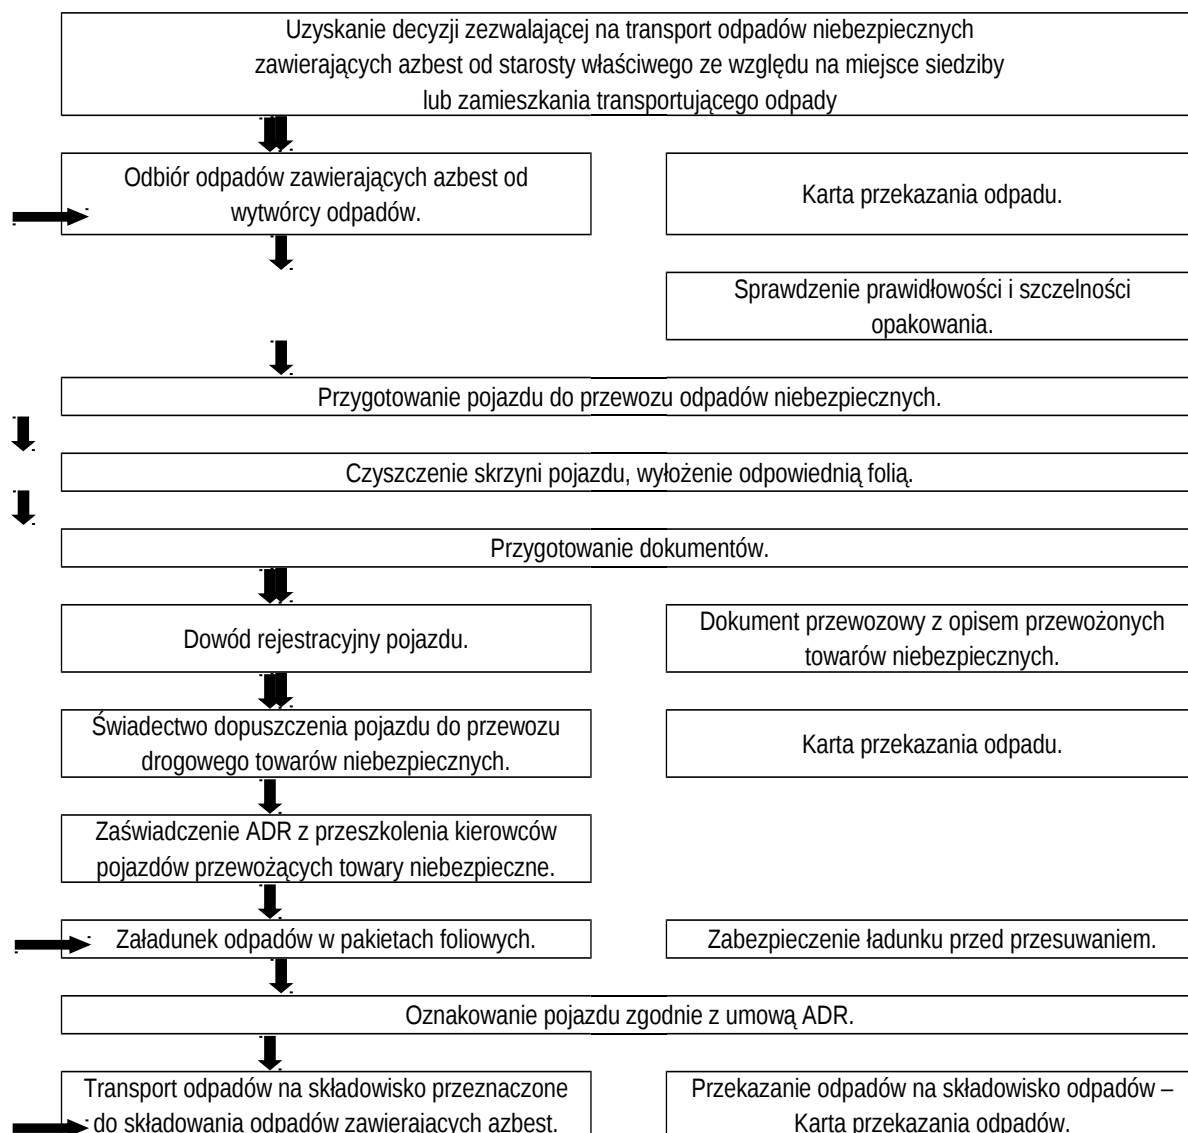 Uzyskanie decyzji zezwalającej na transport odpadów niebezpiecznych
zawierających azbest od starosty właściwego ze względu na miejsce siedziby
lub zamieszkania transportującego odpady
Odbiór odpadów zawierających azbest od
wytwórcy odpadów.
Karta przekazania odpadu.
Sprawdzenie prawidłowości i szczelności
opakowania.
Przygotowanie pojazdu do przewozu odpadów niebezpiecznych.
Czyszczenie skrzyni pojazdu, wyłożenie odpowiednią folią.
Przygotowanie dokumentów.
Dowód rejestracyjny pojazdu.
Dokument przewozowy z opisem przewożonych
towarów niebezpiecznych.
Świadectwo dopuszczenia pojazdu do przewozu
drogowego towarów niebezpiecznych.
Karta przekazania odpadu.
Zaświadczenie ADR z przeszkolenia kierowców
pojazdów przewożących towary niebezpieczne.
Załadunek odpadów w pakietach foliowych.
Zabezpieczenie ładunku przed przesuwaniem.
Oznakowanie pojazdu zgodnie z umową ADR.
Transport odpadów na składowisko przeznaczone
do składowania odpadów zawierających azbest.
Przekazanie odpadów na składowisko odpadów –
Karta przekazania odpadów.